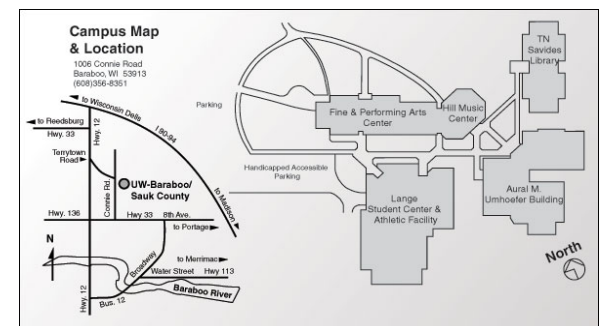 Campus Map
& Location
1006 Connie Road
Baraboo, WI 53913
(608)356-8351
to Wisconsin Dells
I 90-94
to Reedsburg
Hwy. 33
Hwy. 12
Terrytown
Road
Connie Rd.
UW-Baraboo/
Sauk County
to Madison
Hwy. 136
Hwy. 33
8th Ave.
to Portage
N
Broadway
to Merrimac
Water Street
Hwy 113
Baraboo River
Hwy. 12
Bus. 12
Parking
Handicapped Accessible
Parking
Fine & Performing Arts
Center
Hill Music
Center
TN
Savides
Library
Lange
Student Center &
Athletic Facility
Aural M.
Umhoefer Building
North